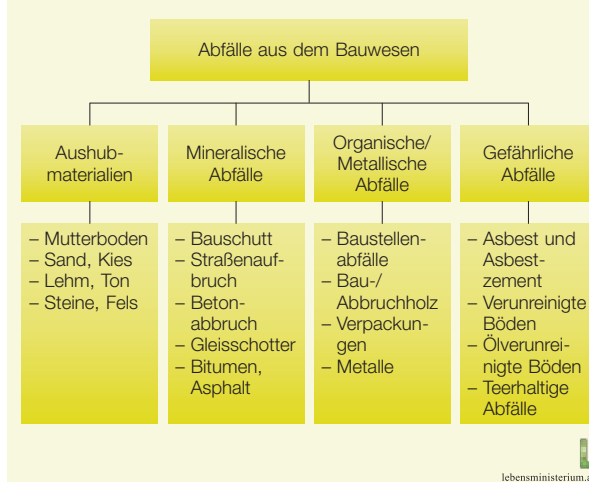 Abfälle aus dem Bauwesen
Aushub-
materialien
Mineralische
Abfälle
Organische/
Metallische
Abfälle
Gefährliche
Abfälle
– Mutterboden
– Sand, Kies
– Lehm, Ton
– Steine, Fels
– Bauschutt
– Straßenauf-
bruch
– Beton-
abbruch
– Gleisschotter
– Bitumen,
Asphalt
– Baustellen-
abfälle
– Bau-/
Abbruchholz
– Verpackun-
gen
– Metalle
– Asbest und
Asbest-
zement
– Verunreinigte
Böden
– Ölverunrei-
nigte Böden
– Teerhaltige
Abfälle
lebensministerium.a